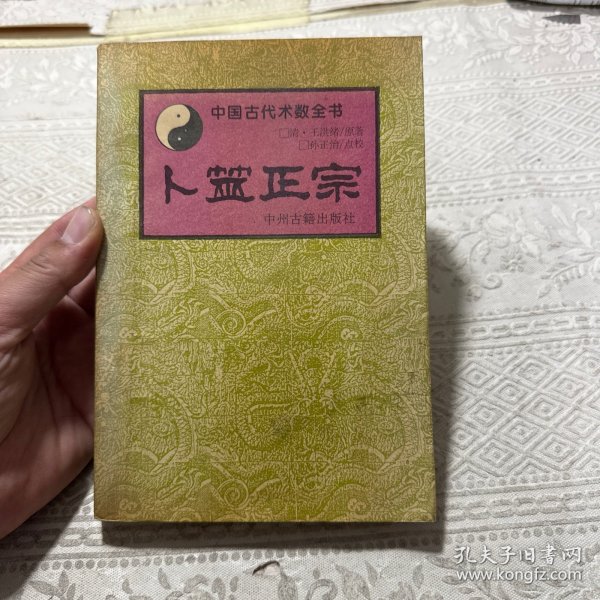 中国古代术数全书
[]清·王洪绪/原著
[]孙正治/点校
卜筮正宗
中州古籍出版社
孔夫子旧书网
www.kongfz.com